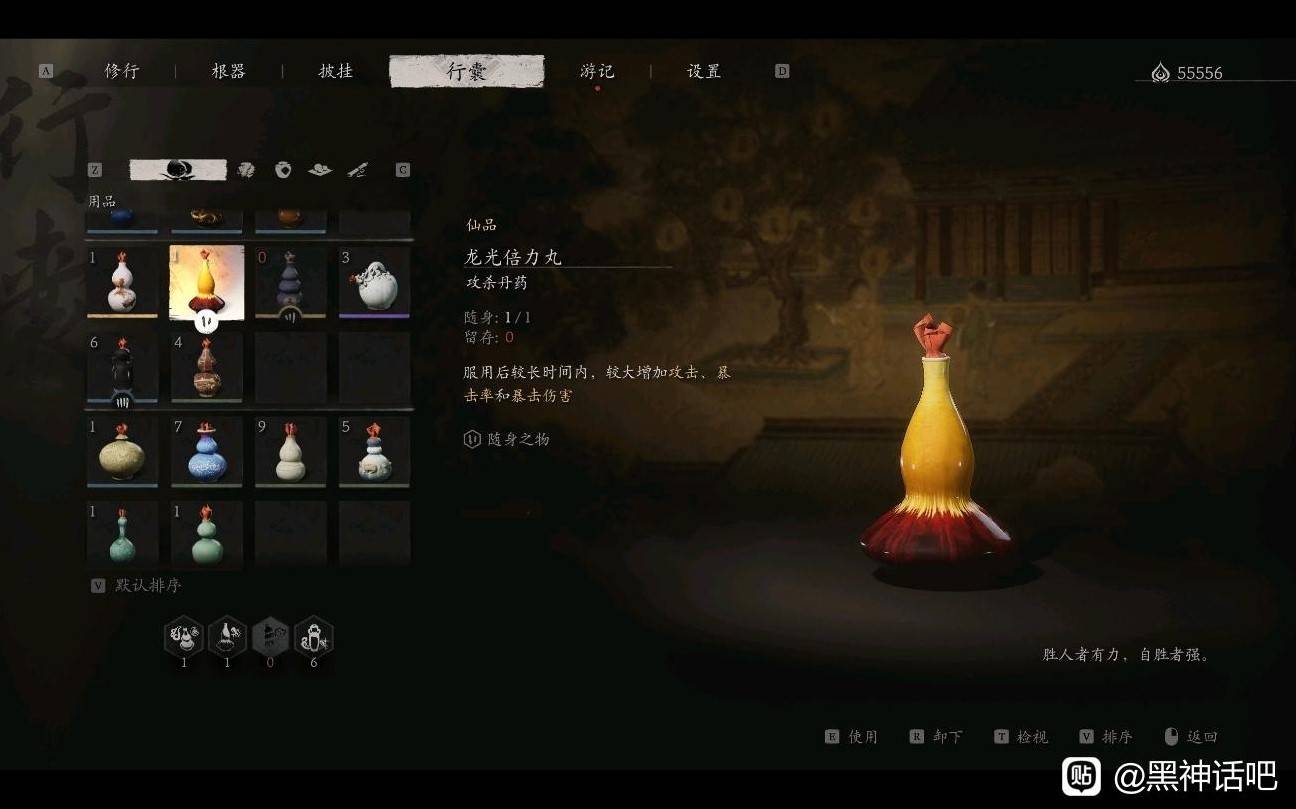 A 修行 根器 披挂 行囊 游记 设置 D
55556
Z C
用品
1 1 0 3
6 4
1 7 9 5
1 1
V 默认排序
1 1 0 6
仙品
龙光倍力丸
攻杀丹药
随身: 1/1
留存: 0
服用后较长时间内，较大增加攻击、暴
击率和暴击伤害
随身之物
胜人者有力，自胜者强。
E 使用 R 卸下 T 检视 V 排序 返回
贴 @黑神话吧